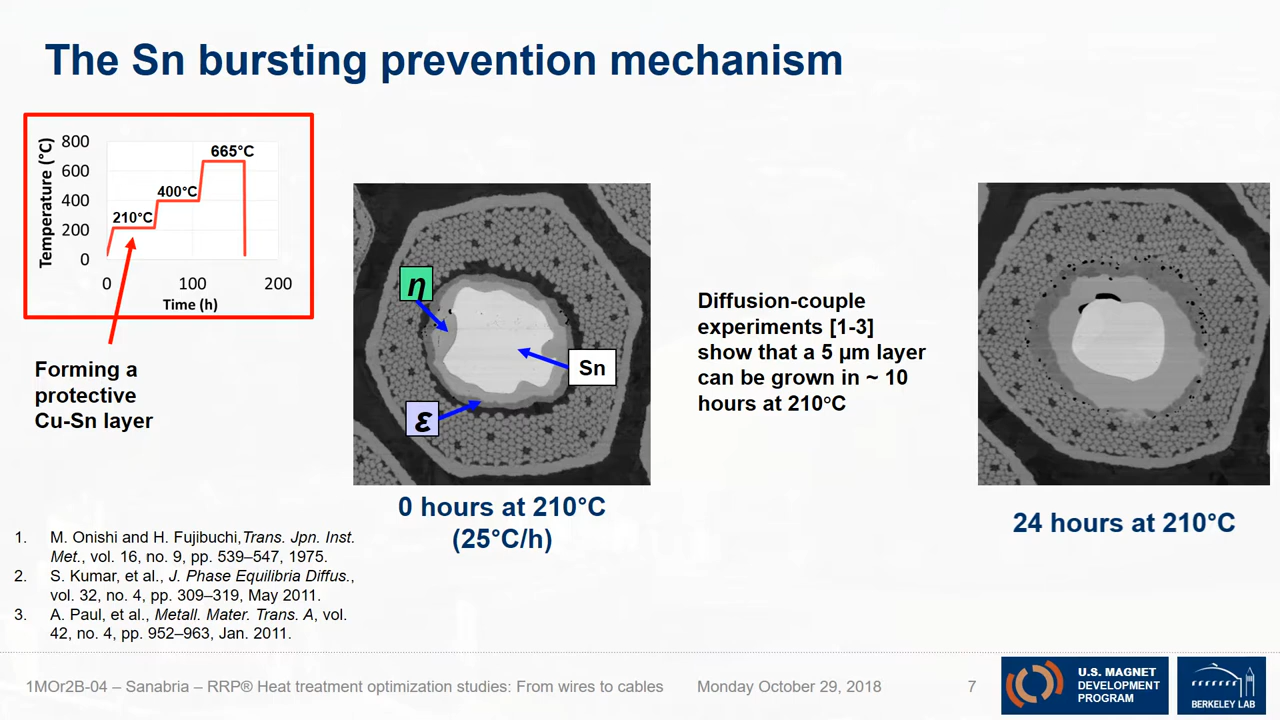 The Sn bursting prevention mechanism
Temperature (°C)
800
600
400
200
0
665°C
400°C
210°C
0
100
200
Time (h)
Forming a
protective
Cu-Sn layer
η
Sn
ε
0 hours at 210°C
(25°C/h)
Diffusion-couple
experiments [1-3]
show that a 5 µm layer
can be grown in ~ 10
hours at 210°C
24 hours at 210°C
1. M. Onishi and H. Fujibuchi,Trans. Jpn. Inst.
Met., vol. 16, no. 9, pp. 539–547, 1975.
2. S. Kumar, et al., J. Phase Equilibria Diffus.,
vol. 32, no. 4, pp. 309–319, May 2011.
3. A. Paul, et al., Metall. Mater. Trans. A, vol.
42, no. 4, pp. 952–963, Jan. 2011.
1MOr2B-04 – Sanabria – RRP® Heat treatment optimization studies: From wires to cables
Monday October 29, 2018
7
U.S. MAGNET
DEVELOPMENT
PROGRAM
BERKELEY LAB